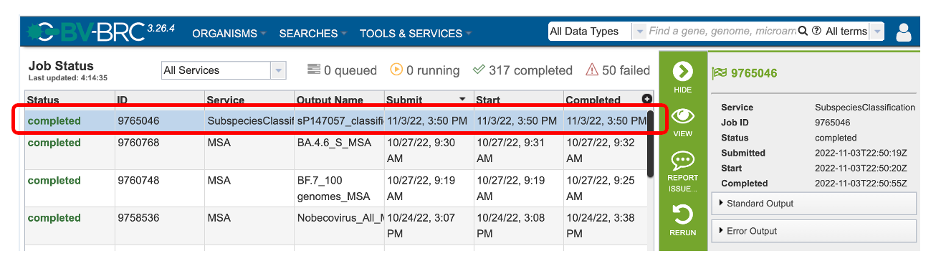 BV-BRC 3.26.4
ORGANISMS SEARCHES TOOLS & SERVICES
All Data Types Find a gene, genome, microarr All terms
Job Status
Last updated: 4:14:35
All Services
0 queued 0 running 317 completed 50 failed
Status ID Service Output Name Submit Start Completed
completed 9765046 SubspeciesClassif sP147057_classifi 11/3/22, 3:50 PM 11/3/22, 3:50 PM 11/3/22, 3:50 PM
completed 9760768 MSA BA.4.6_S_MSA 10/27/22, 9:30 AM 10/27/22, 9:31 AM 10/27/22, 9:32 AM
completed 9760748 MSA BF.7_100 genomes_MSA 10/27/22, 9:19 AM 10/27/22, 9:19 AM 10/27/22, 9:25 AM
completed 9758536 MSA Nobecovirus_All_M 10/24/22, 3:07 PM 10/24/22, 3:08 PM 10/24/22, 3:38 PM
HIDE
VIEW
REPORT
ISSUE...
RERUN
9765046
Service SubspeciesClassification
Job ID 9765046
Status completed
Submitted 2022-11-03T22:50:19Z
Start 2022-11-03T22:50:20Z
Completed 2022-11-03T22:50:55Z
Standard Output
Error Output